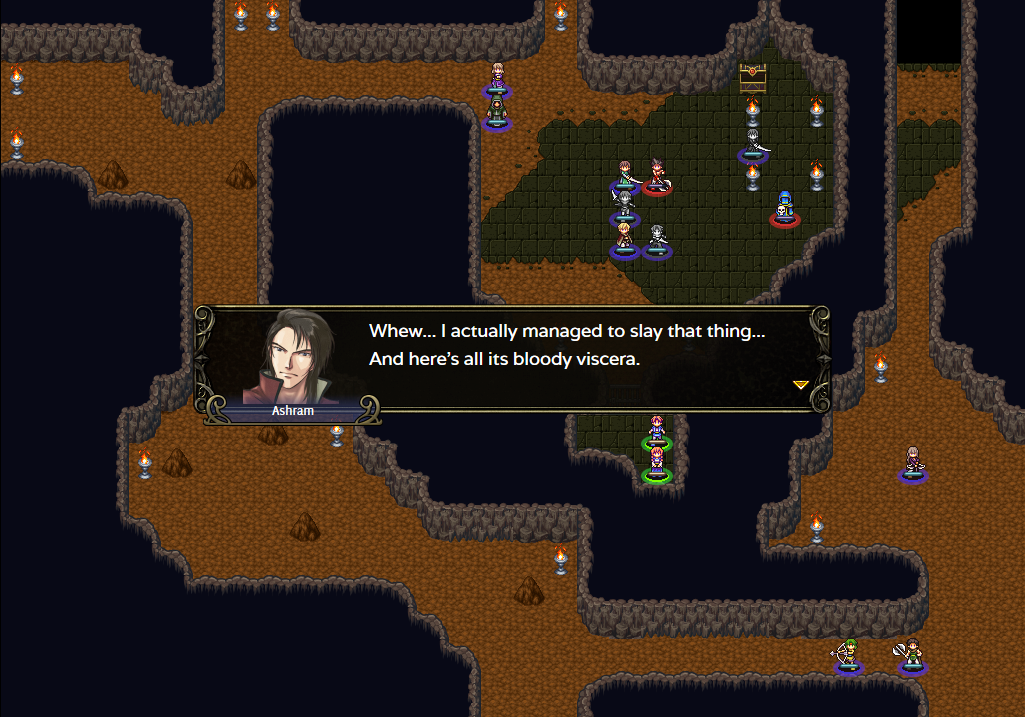 Whew... I actually managed to slay that thing...
And here's all its bloody viscera.
Ashram